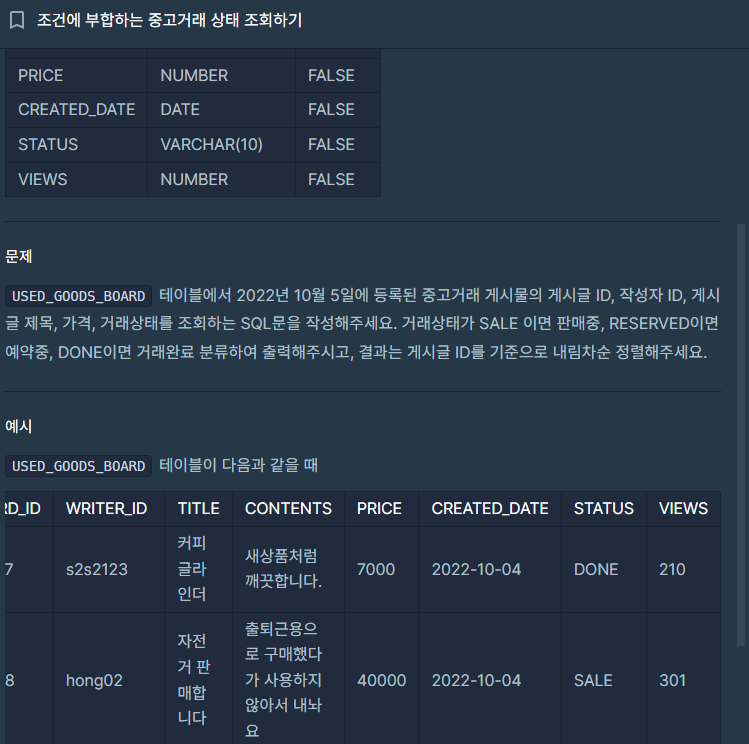 조건에 부합하는 중고거래 상태 조회하기
PRICE NUMBER FALSE
CREATED_DATE DATE FALSE
STATUS VARCHAR(10) FALSE
VIEWS NUMBER FALSE
문제
USED_GOODS_BOARD 테이블에서 2022년 10월 5일에 등록된 중고거래 게시물의 게시글 ID, 작성자 ID, 게시
글 제목, 가격, 거래상태를 조회하는 SQL문을 작성해주세요. 거래상태가 SALE 이면 판매중, RESERVED이면
예약중, DONE이면 거래완료 분류하여 출력해주시고, 결과는 게시글 ID를 기준으로 내림차순 정렬해주세요.
예시
USED_GOODS_BOARD 테이블이 다음과 같을 때
RD_ID WRITER_ID TITLE CONTENTS PRICE CREATED_DATE STATUS VIEWS
7 s2s2123 커피
글라
인더 새상품처럼
깨끗합니다. 7000 2022-10-04 DONE 210
8 hong02 자전
거 판
매합
니다 출퇴근용으
로 구매했다
가 사용하지
않아서 내놔
요 40000 2022-10-04 SALE 301